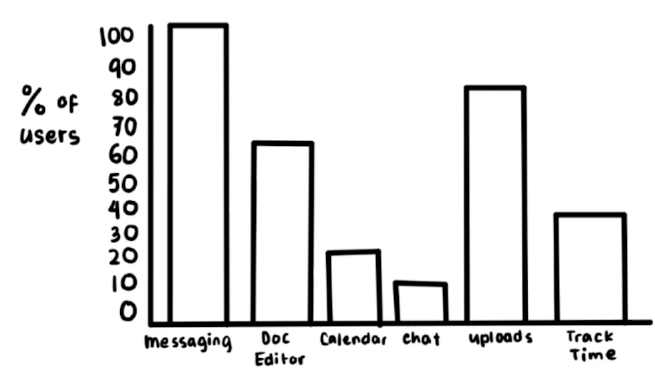 % of
users
100
90
80
70
60
50
40
30
20
10
0
messaging
Doc
Editor
Calendar
chat
uploads
Track
Time